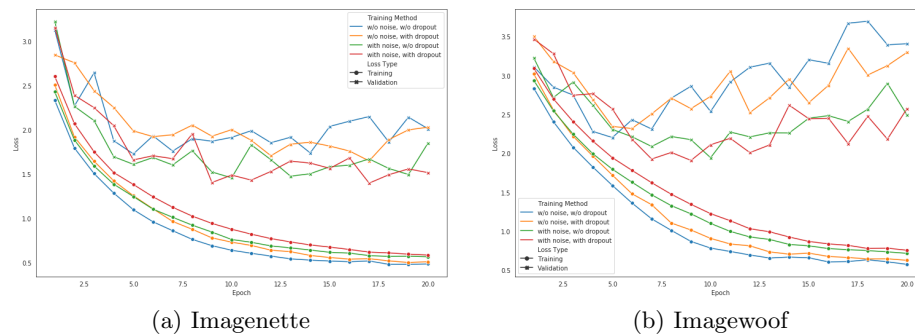 Training Method
w/o noise, w/o dropout
w/o noise, with dropout
with noise, w/o dropout
with noise, with dropout
Loss Type
Training
Validation
3.0
2.5
2.0
1.5
1.0
0.5
Loss
2.5 5.0 7.5 10.0 12.5 15.0 17.5 20.0
Epoch
(a) Imagenette
3.5
3.0
2.5
2.0
1.5
1.0
0.5
Loss
Training Method
w/o noise, w/o dropout
w/o noise, with dropout
with noise, w/o dropout
with noise, with dropout
Loss Type
Training
Validation
2.5 5.0 7.5 10.0 12.5 15.0 17.5 20.0
Epoch
(b) Imagewoof